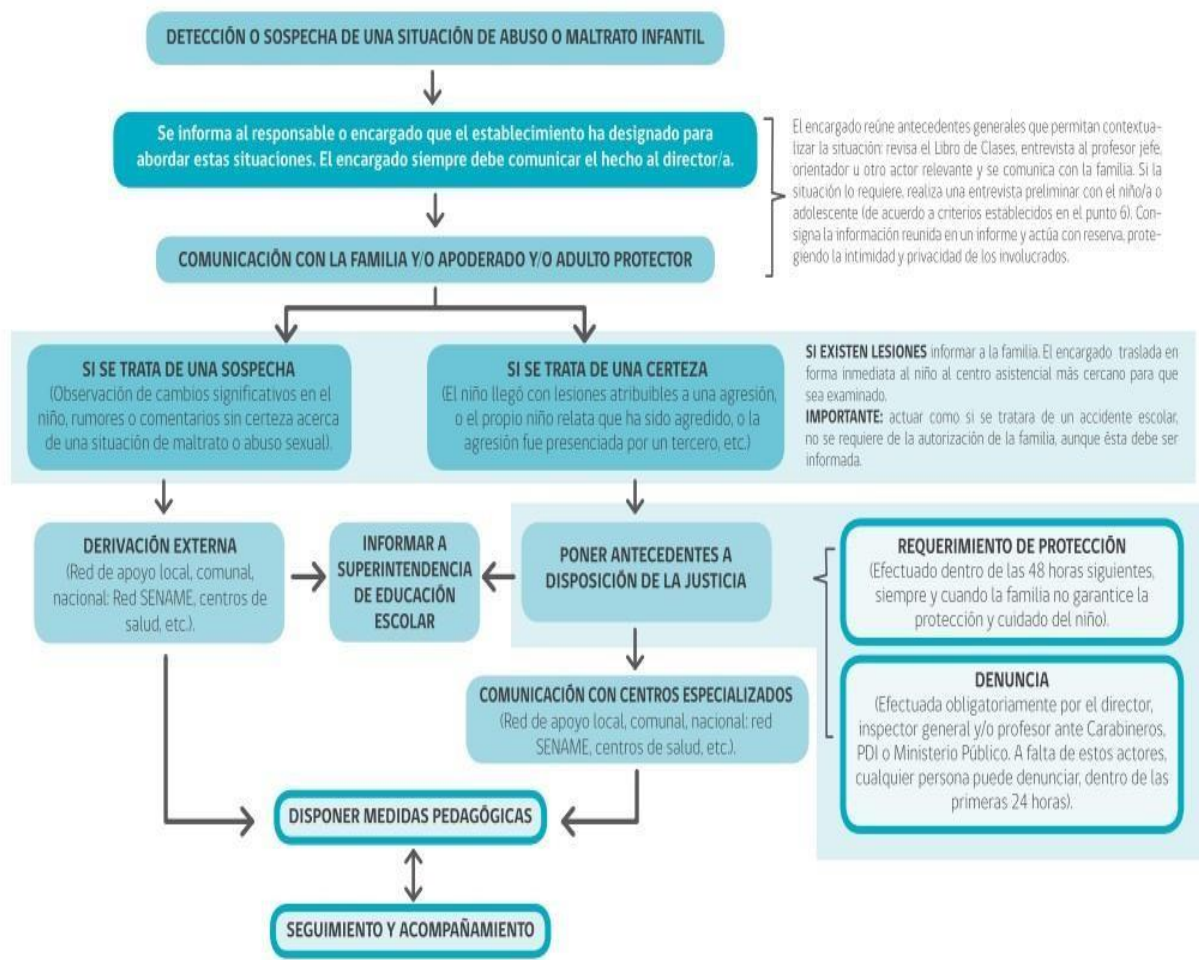 DETECCIÓN O SOSPECHA DE UNA SITUACIÓN DE ABUSO O MALTRATO INFANTIL
Se informa al responsable o encargado que el establecimiento ha designado para
abordar estas situaciones. El encargado siempre debe comunicar el hecho al director/a.
El encargado reúne antecedentes generales que permitan contextua-
lizar la situación: revisa el Libro de Clases, entrevista al profesor jefe,
orientador u otro actor relevante y se comunica con la familia. Si la
situación lo requiere, realiza una entrevista preliminar con el niño/a o
adolescente (de acuerdo a criterios establecidos en el punto 6). Con-
signa la información reunida en un informe y actúa con reserva, prote-
giendo la intimidad y privacidad de los involucrados.
COMUNICACIÓN CON LA FAMILIA Y/O APODERADO Y/O ADULTO PROTECTOR
SI SE TRATA DE UNA SOSPECHA
(Observación de cambios significativos en el
niño, rumores o comentarios sin certeza acerca
de una situación de maltrato o abuso sexual).
SI SE TRATA DE UNA CERTEZA
(El niño llegó con lesiones atribuibles a una agresión,
o el propio niño relata que ha sido agredido, o la
agresión fue presenciada por un tercero, etc.)
SI EXISTEN LESIONES informar a la familia. El encargado traslada en
forma inmediata al niño al centro asistencial más cercano para que
sea examinado.
IMPORTANTE: actuar como si se tratara de un accidente escolar,
no se requiere de la autorización de la familia, aunque ésta debe ser
informada.
DERIVACIÓN EXTERNA
(Red de apoyo local, comunal,
nacional: Red SENAME, centros de
salud, etc.).
INFORMAR A
SUPERINTENDENCIA
DE EDUCACIÓN
ESCOLAR
PONER ANTECEDENTES A
DISPOSICIÓN DE LA JUSTICIA
REQUERIMIENTO DE PROTECCIÓN
(Efectuado dentro de las 48 horas siguientes,
siempre y cuando la familia no garantice la
protección y cuidado del niño).
DENUNCIA
(Efectuada obligatoriamente por el director,
inspector general y/o profesor ante Carabineros,
PDI o Ministerio Público. A falta de estos actores,
cualquier persona puede denunciar, dentro de las
primeras 24 horas).
COMUNICACIÓN CON CENTROS ESPECIALIZADOS
(Red de apoyo local, comunal, nacional: red
SENAME, centros de salud, etc.).
DISPONER MEDIDAS PEDAGÓGICAS
SEGUIMIENTO Y ACOMPAÑAMIENTO